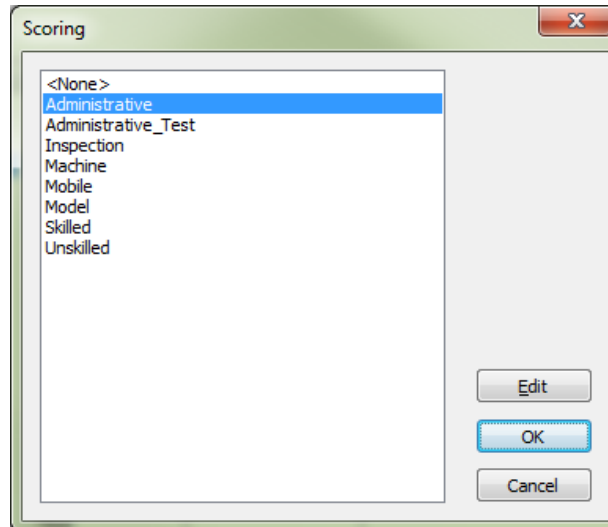 Scoring
<None>
Administrative
Administrative_Test
Inspection
Machine
Mobile
Model
Skilled
Unskilled
Edit
OK
Cancel